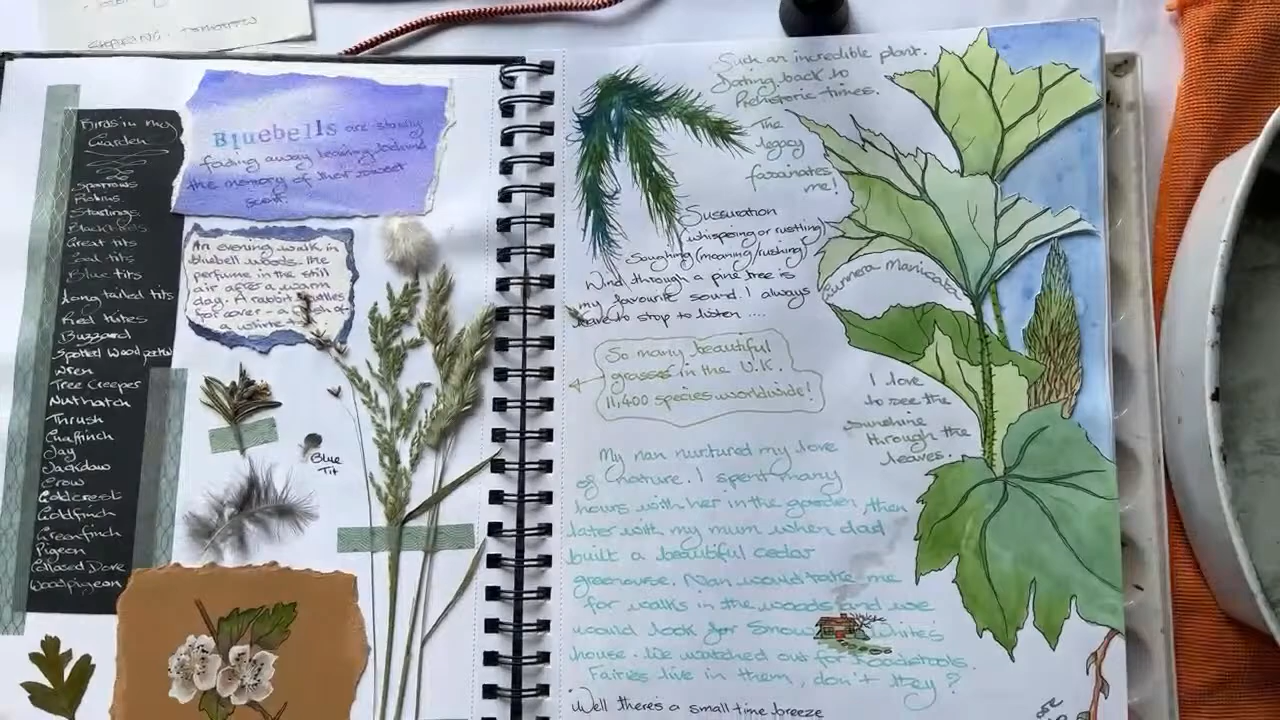 Birds in my
Garden
Sparrows
Robins
Starlings
Blackbirds
Great tits
Coal tits
Blue tits
Long tailed tits
Red kites
Buzzard
Spotted Woodpecker
Wren
Tree Creeper
Nuthatch
Thrush
Chaffinch
Jay
Jackdaw
Crow
Goldcrest
Goldfinch
Greenfinch
Pigeon
Collased Dove
Woodpigeon
Bluebells are slowly
fading away leaving behind
the memory of their sweet
scent.
An evening walk in
bluebell woods. The
perfume in the still
air after a warm
day. A rabbit
for cover - a
a white
Blue
Tit
Such an incredible plant.
Dating back to
Prehistoric times.
The
legacy
fasanates
me!
Gunnera Manicata
Sussuration
whispering or rustling
Soughing (moaning/rushing)
Wind through a pine tree is
my favourite sound. I always
have to stop to listen ....
So many beautiful
grasses in the U.K.
11,400 species worldwide!
I love
to see the
sunshine
through the
leaves.
My nan nurtured my love
of nature. I spent many
hours with her in the garden then
later with my mum when dad
built a beautiful cedar
greenhouse. Nan would take me
for walks in the woods and we
would look for Snow Whites
house. We watched out for toadstools.
Fairies live in them, don't they?
Well there's a small time breeze